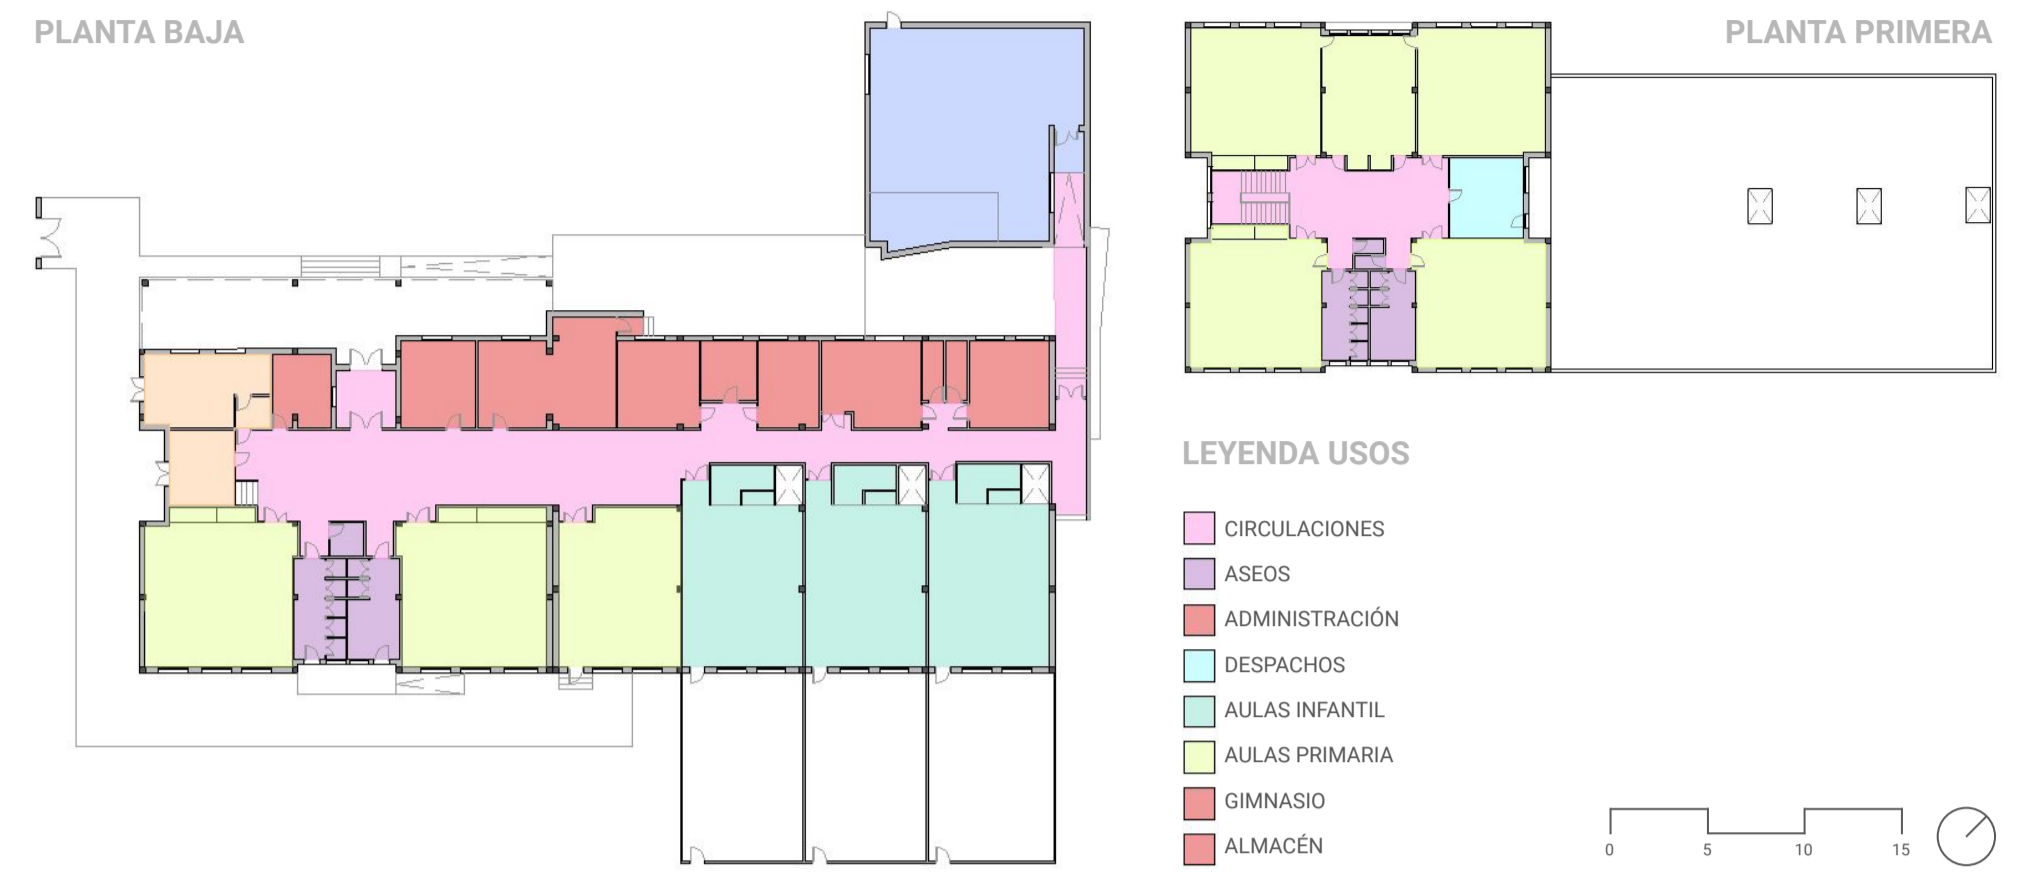 PLANTA BAJA
PLANTA PRIMERA
LEYENDA USOS
CIRCULACIONES
ASEOS
ADMINISTRACIÓN
DESPACHOS
AULAS INFANTIL
AULAS PRIMARIA
GIMNASIO
ALMACÉN
0 5 10 15